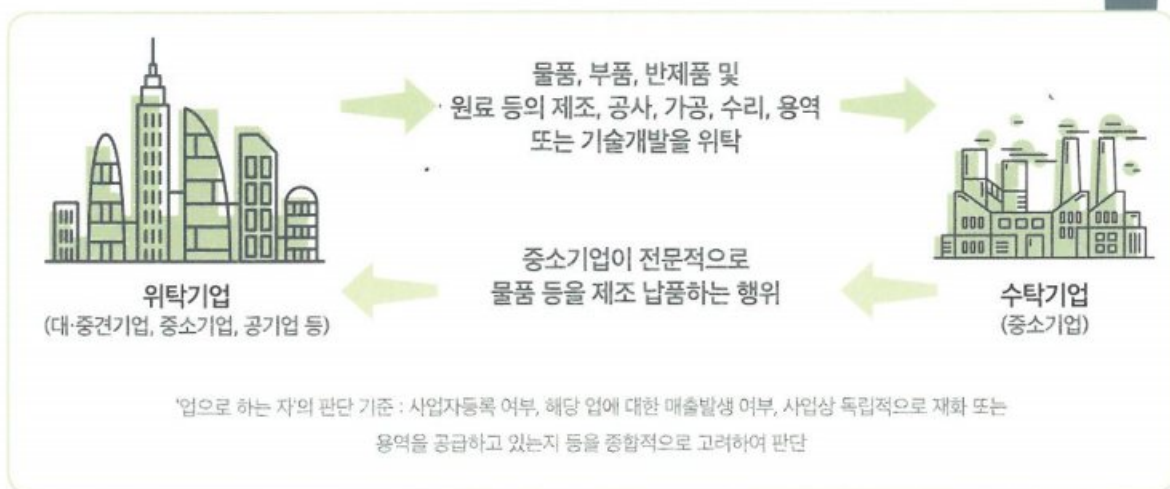 물품, 부품, 반제품 및
원료 등의 제조, 공사, 가공, 수리, 용역
또는 기술개발을 위탁
중소기업이 전문적으로
물품 등을 제조 납품하는 행위
위탁기업
(대·중견기업, 중소기업, 공기업 등)
수탁기업
(중소기업)
'업으로 하는 자'의 판단 기준 : 사업자등록 여부, 해당 업에 대한 매출발생 여부, 사업상 독립적으로 재화 또는
용역을 공급하고 있는지 등을 종합적으로 고려하여 판단